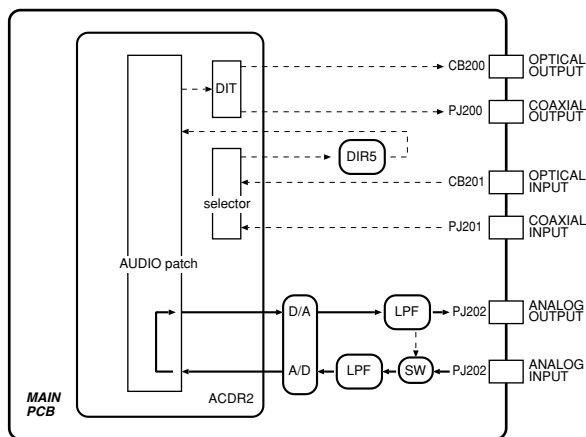 CB200
OPTICAL
OUTPUT
DIT
PJ200
COAXIAL
OUTPUT
DIR5
CB201
OPTICAL
INPUT
selector
PJ201
COAXIAL
INPUT
AUDIO patch
D/A
LPF
PJ202
ANALOG
OUTPUT
A/D
LPF
SW
PJ202
ANALOG
INPUT
MAIN
PCB
ACDR2